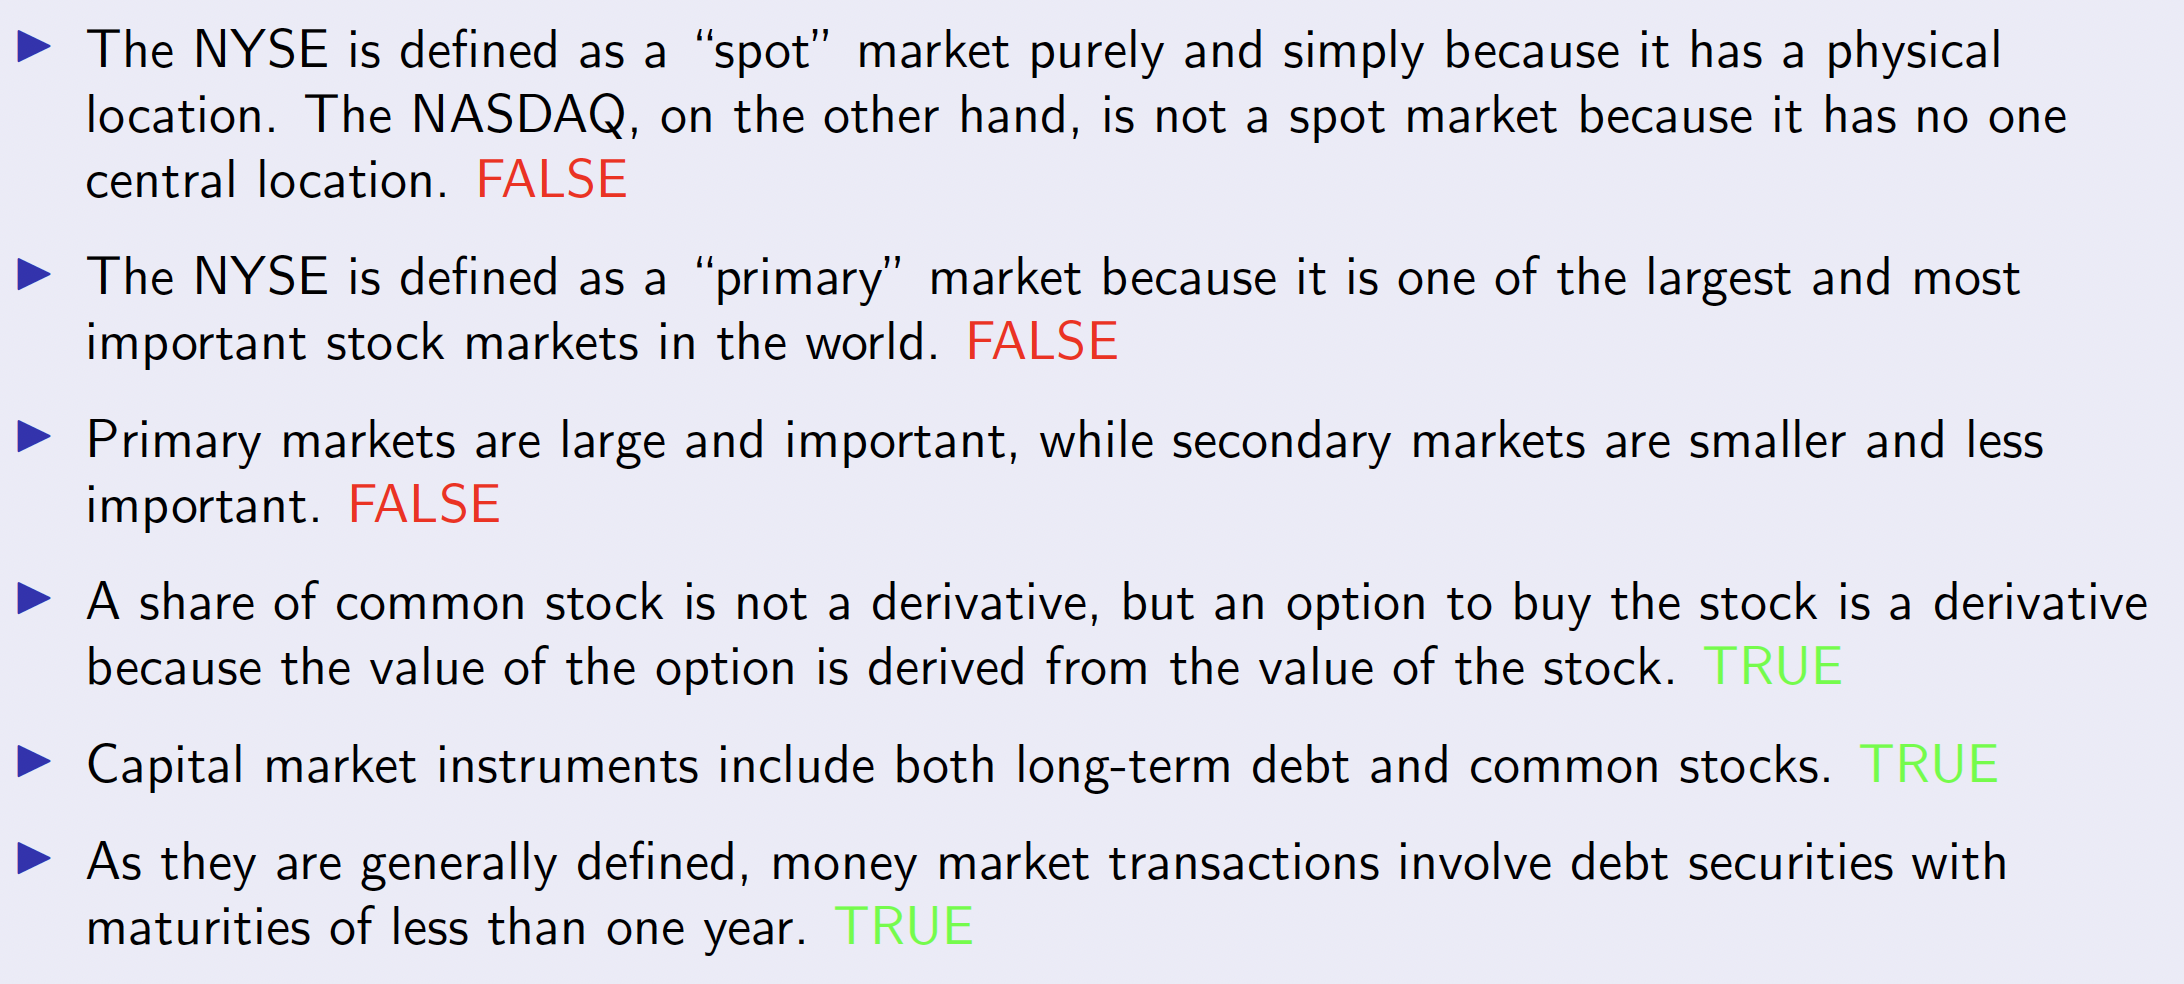 The NYSE is defined as a “spot” market purely and simply because it has a physical
location. The NASDAQ, on the other hand, is not a spot market because it has no one
central location. FALSE
The NYSE is defined as a “primary” market because it is one of the largest and most
important stock markets in the world. FALSE
Primary markets are large and important, while secondary markets are smaller and less
important. FALSE
A share of common stock is not a derivative, but an option to buy the stock is a derivative
because the value of the option is derived from the value of the stock. TRUE
Capital market instruments include both long-term debt and common stocks. TRUE
As they are generally defined, money market transactions involve debt securities with
maturities of less than one year. TRUE